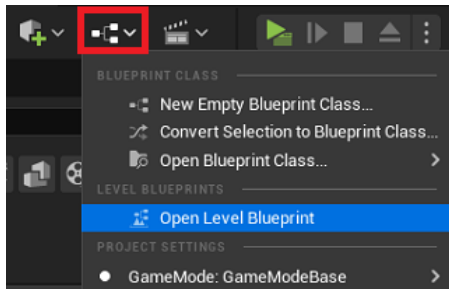 BLUEPRINT CLASS
New Empty Blueprint Class...
Convert Selection to Blueprint Class...
Open Blueprint Class...
LEVEL BLUEPRINTS
Open Level Blueprint
PROJECT SETTINGS
GameMode: GameModeBase